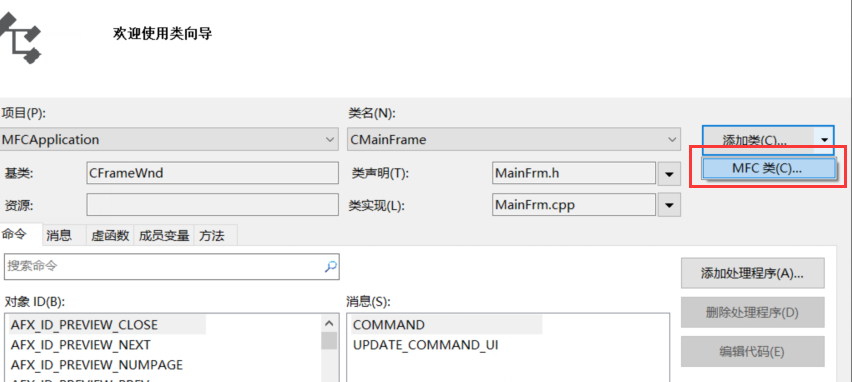 欢迎使用类向导
项目(P):
类名(N):
MFCApplication
CMainFrame
添加类(C)...
MFC 类(C)...
基类:
CFrameWnd
类声明(T):
MainFrm.h
资源:
类实现(L):
MainFrm.cpp
命令
消息
虚函数
成员变量
方法
搜索命令
添加处理程序(A)...
对象 ID(B):
消息(S):
删除处理程序(D)
AFX_ID_PREVIEW_CLOSE
COMMAND
AFX_ID_PREVIEW_NEXT
UPDATE_COMMAND_UI
编辑代码(E)
AFX_ID_PREVIEW_NUMPAGE